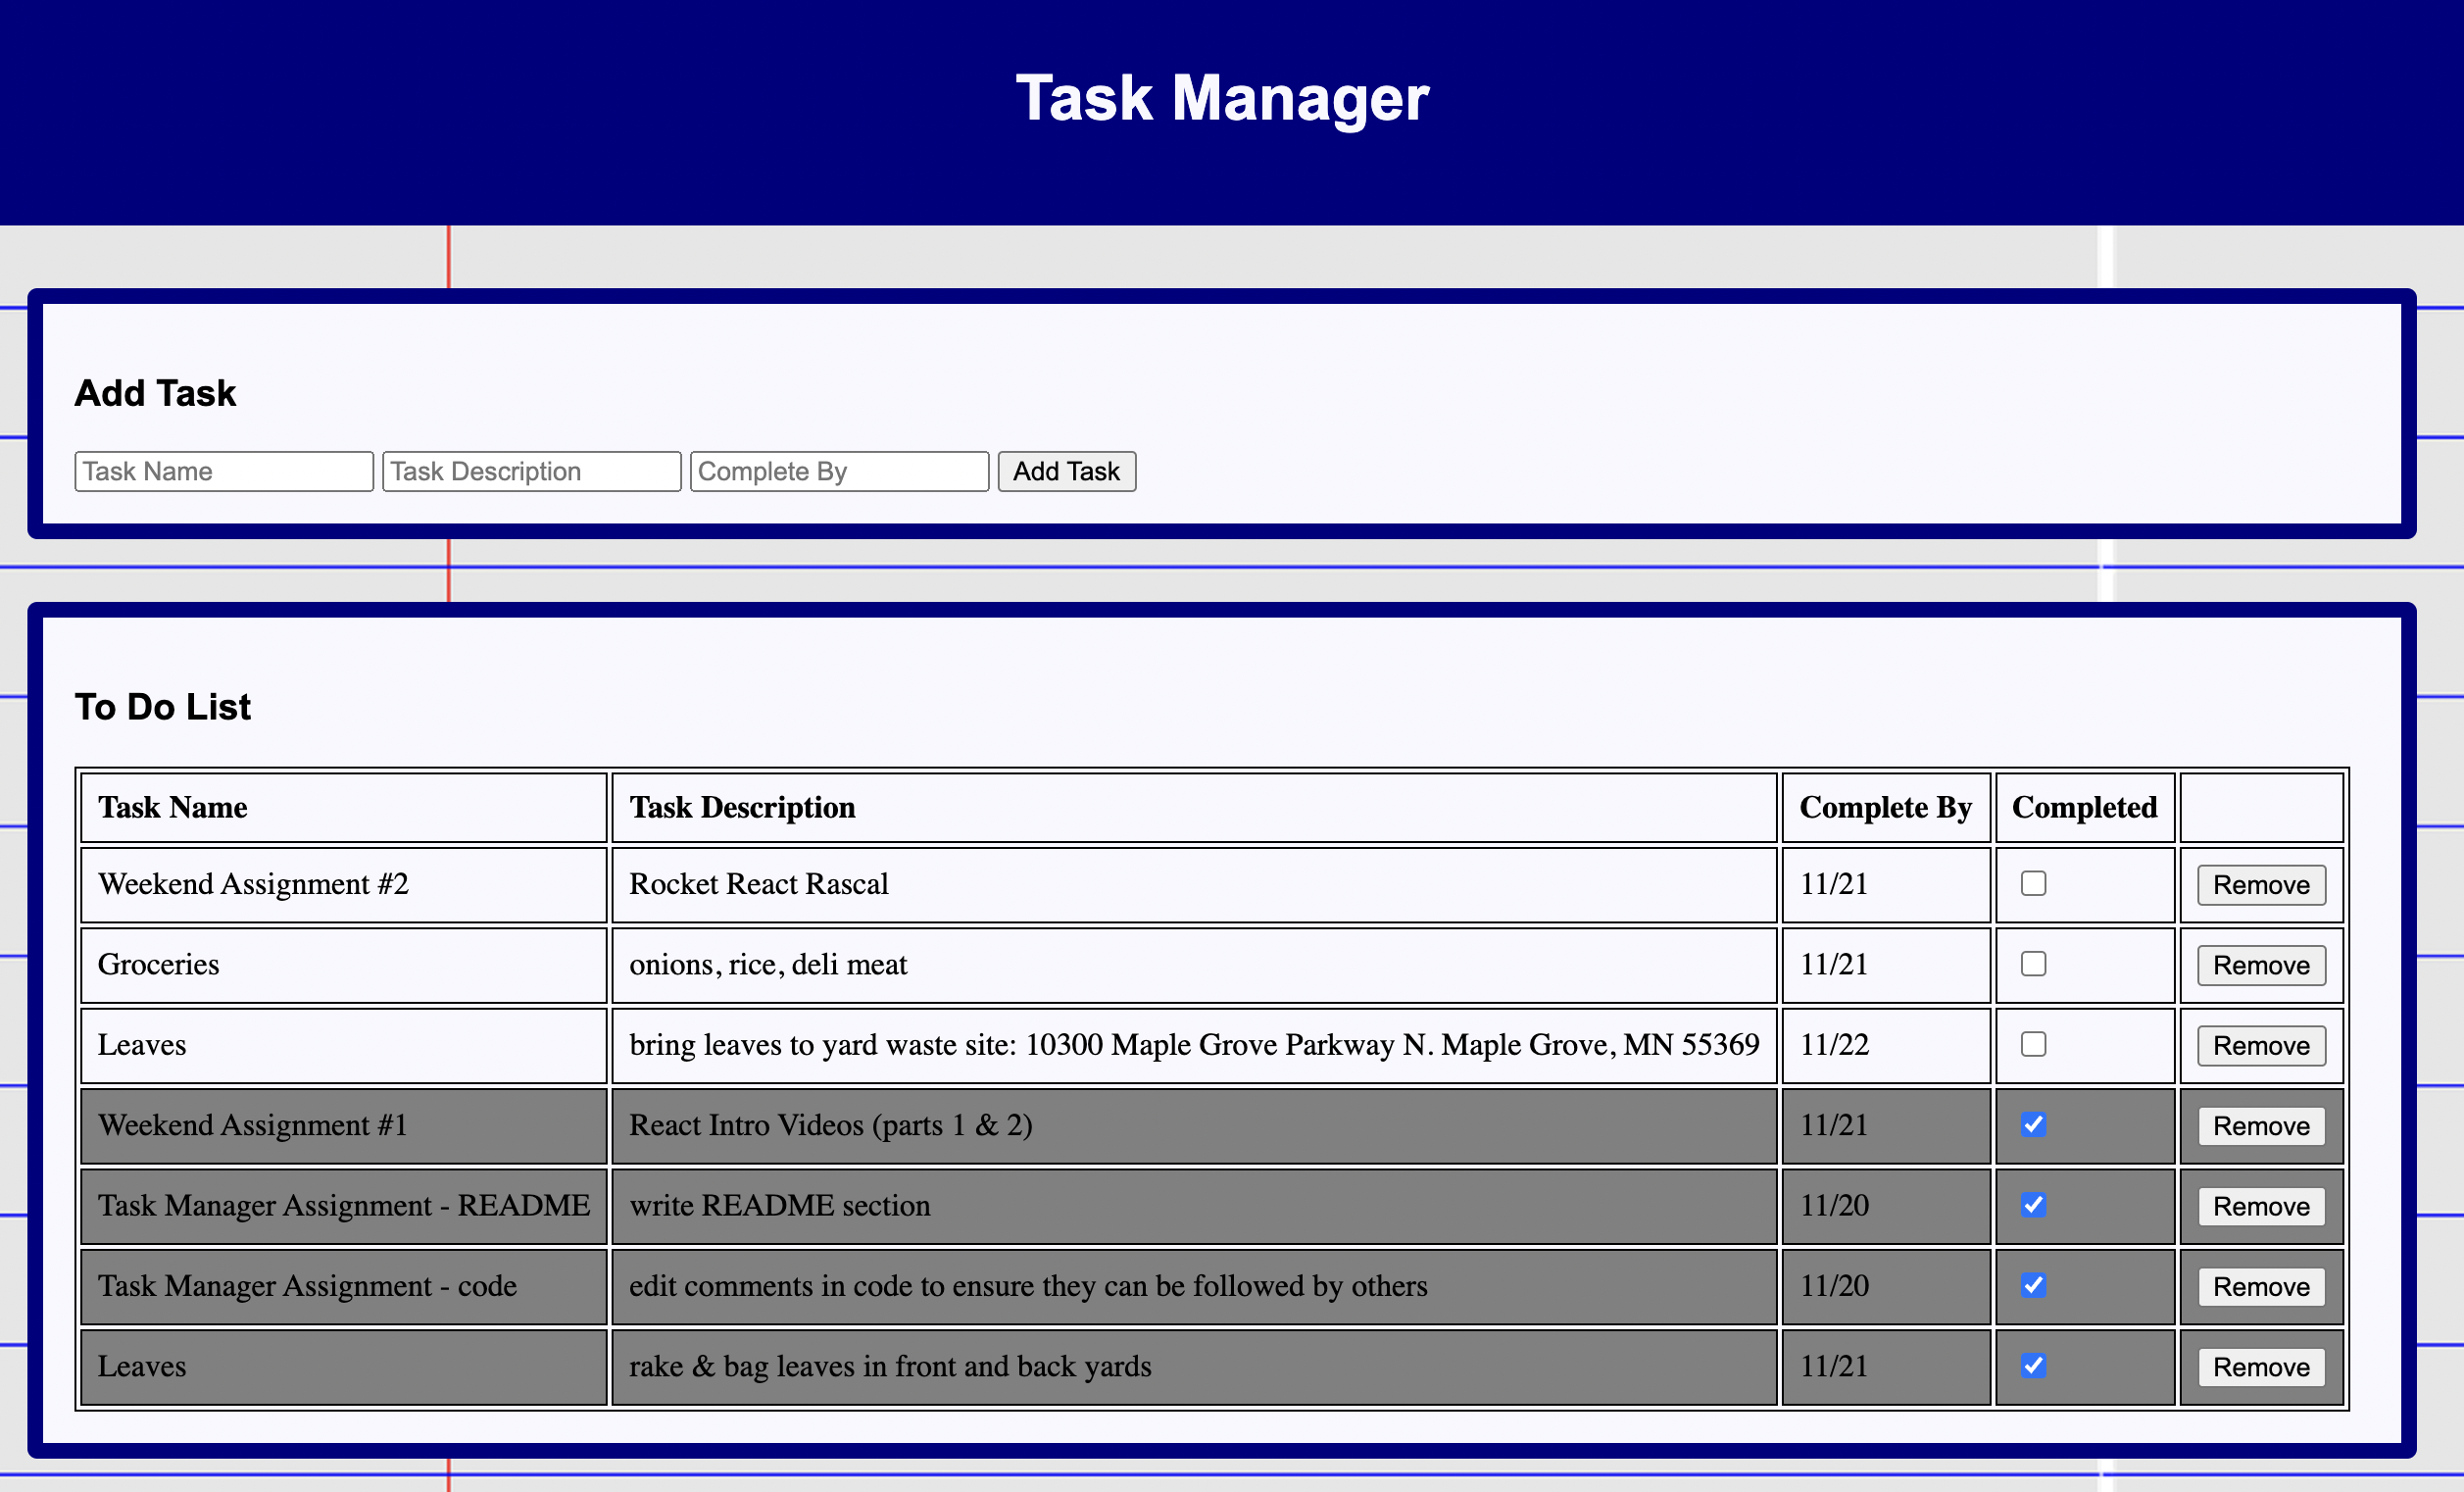 Task Manager
Add Task
Task Name Task Description Complete By Add Task
To Do List
Task Name Task Description Complete By Completed
Weekend Assignment #2 Rocket React Rascal 11/21 Remove
Groceries onions, rice, deli meat 11/21 Remove
Leaves bring leaves to yard waste site: 10300 Maple Grove Parkway N. Maple Grove, MN 55369 11/22 Remove
Weekend Assignment #1 React Intro Videos (parts 1 & 2) 11/21 Remove
Task Manager Assignment - README write README section 11/20 Remove
Task Manager Assignment - code edit comments in code to ensure they can be followed by others 11/20 Remove
Leaves rake & bag leaves in front and back yards 11/21 Remove